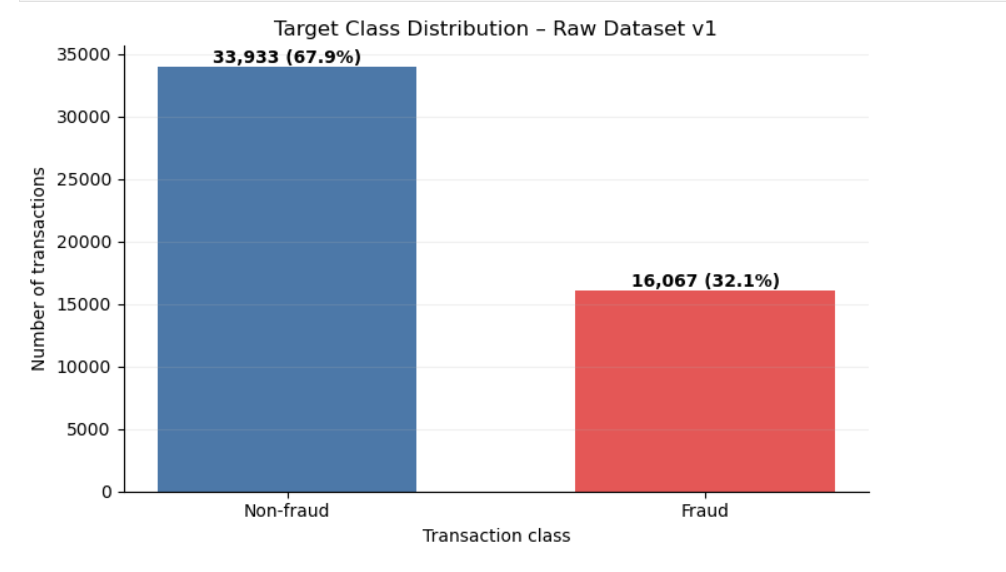 Target Class Distribution – Raw Dataset v1
35000
33,933 (67.9%)
30000
25000
20000
16,067 (32.1%)
15000
10000
5000
0
Number of transactions
Non-fraud
Fraud
Transaction class